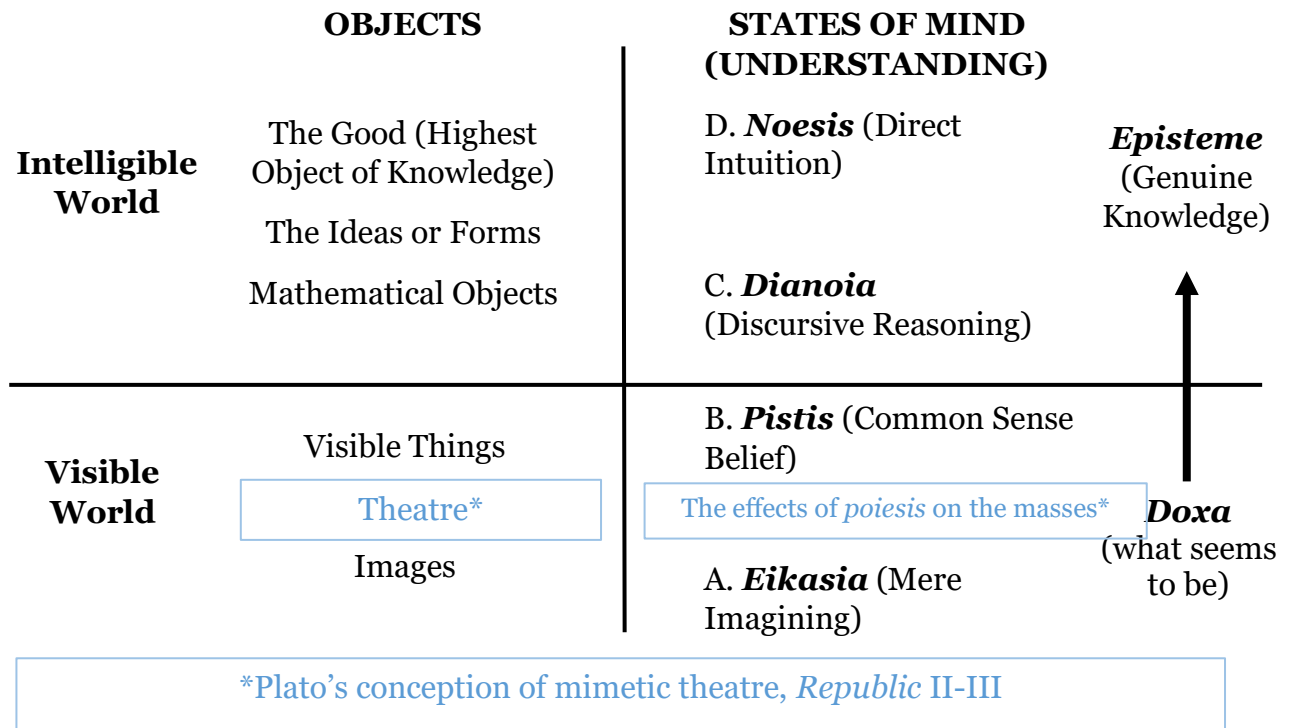 OBJECTS
STATES OF MIND
(UNDERSTANDING)
Intelligible
World
The Good (Highest
Object of Knowledge)
The Ideas or Forms
Mathematical Objects
D. Noesis (Direct
Intuition)
C. Dianoia
(Discursive Reasoning)
Episteme
(Genuine
Knowledge)
Visible
World
Visible Things
Theatre*
Images
B. Pistis (Common Sense
Belief)
The effects of poiesis on the masses*
A. Eikasia (Mere
Imagining)
Doxa
(what seems
to be)
*Plato’s conception of mimetic theatre, Republic II-III